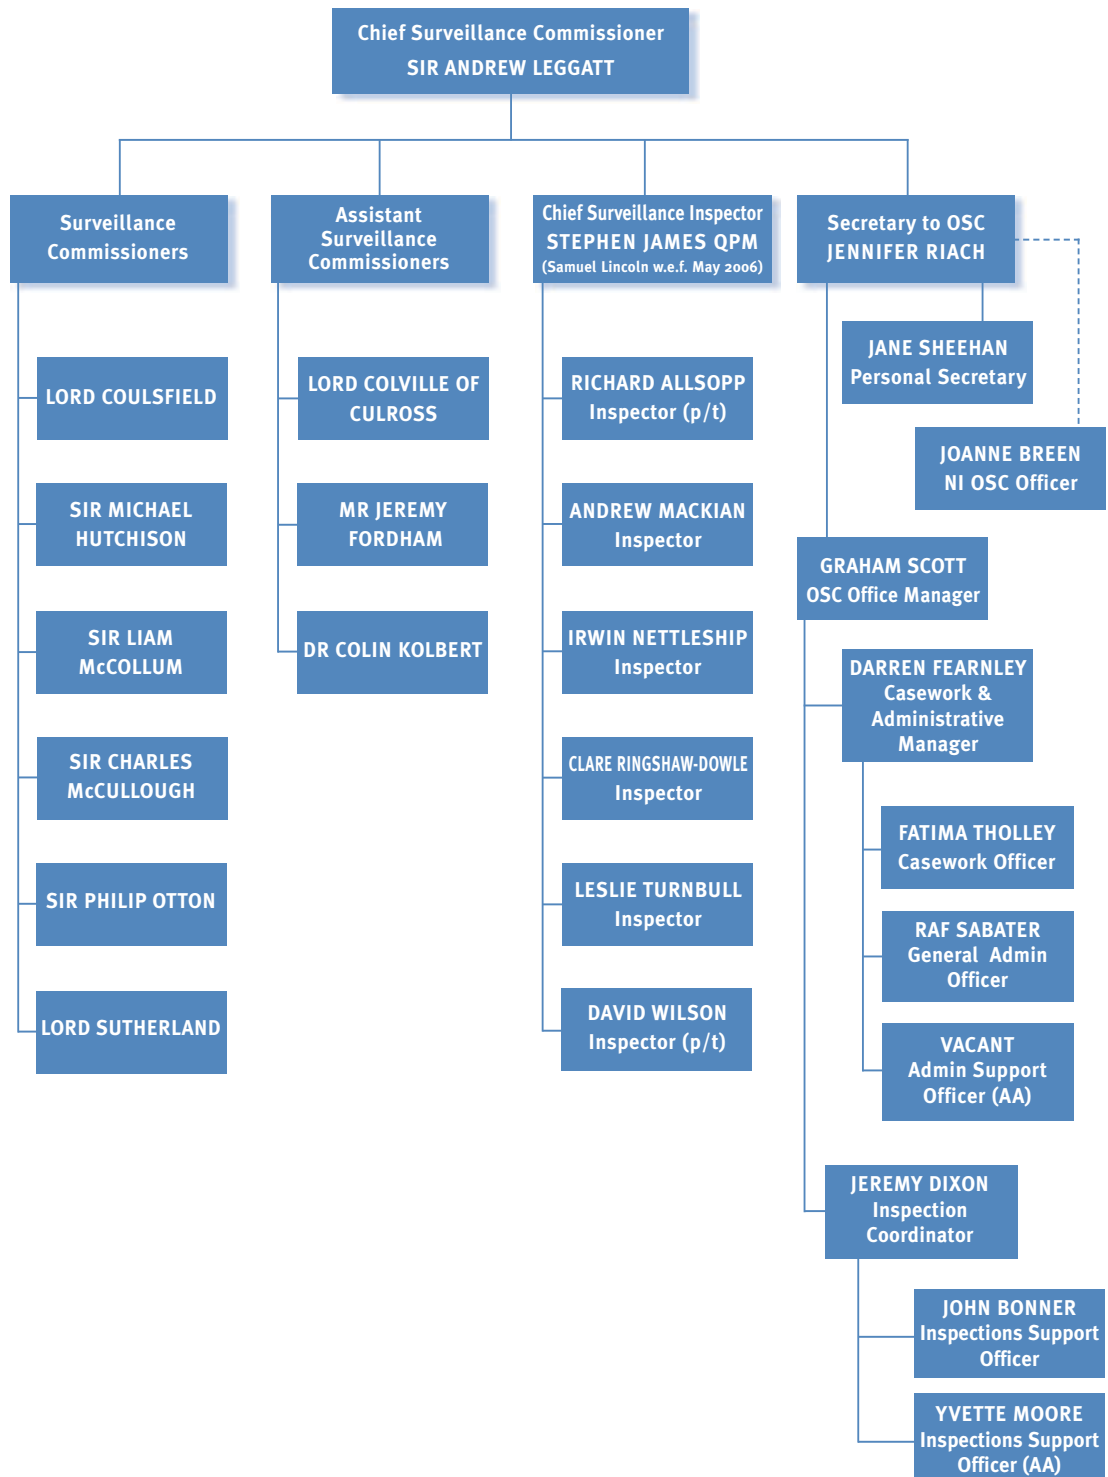 Chief Surveillance Commissioner
SIR ANDREW LEGGATT
Surveillance
Commissioners
LORD COULSFIELD
SIR MICHAEL
HUTCHISON
SIR LIAM
McCOLLUM
SIR CHARLES
McCULLOUGH
SIR PHILIP OTTON
LORD SUTHERLAND
Assistant
Surveillance
Commissioners
LORD COLVILLE OF
CULROSS
MR JEREMY
FORDHAM
DR COLIN KOLBERT
Chief Surveillance Inspector
STEPHEN JAMES QPM
(Samuel Lincoln w.e.f. May 2006)
RICHARD ALLSOPP
Inspector (p/t)
ANDREW MACKIAN
Inspector
IRWIN NETTLESHIP
Inspector
CLARE RINGSHAW-DOWLE
Inspector
LESLIE TURNBULL
Inspector
DAVID WILSON
Inspector (p/t)
Secretary to OSC
JENNIFER RIACH
JANE SHEEHAN
Personal Secretary
JOANNE BREEN
NI OSC Officer
GRAHAM SCOTT
OSC Office Manager
DARREN FEARNLEY
Casework &
Administrative
Manager
FATIMA THOLLEY
Casework Officer
RAF SABATER
General Admin
Officer
VACANT
Admin Support
Officer (AA)
JEREMY DIXON
Inspection
Coordinator
JOHN BONNER
Inspections Support
Officer
YVETTE MOORE
Inspections Support
Officer (AA)